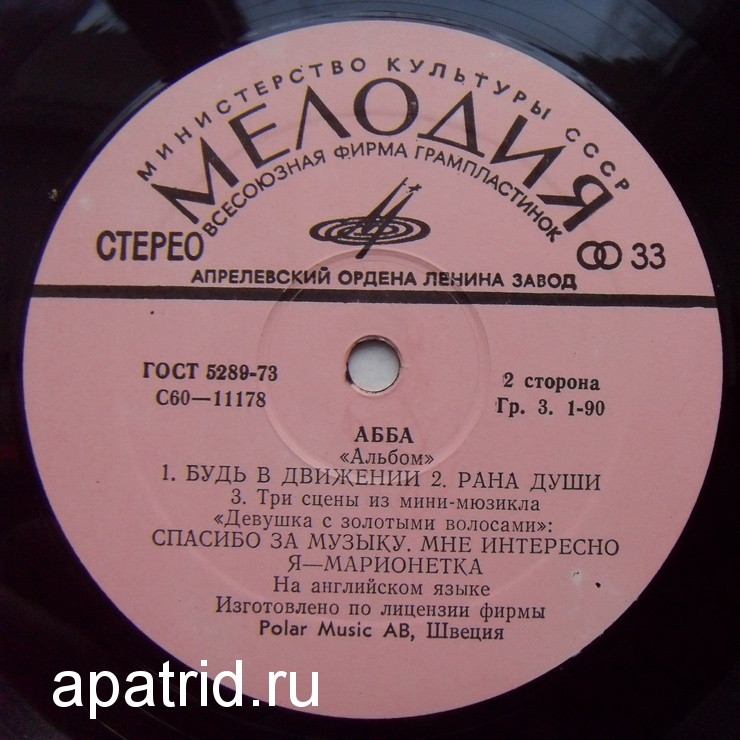 МИНИСТЕРСТВО КУЛЬТУРЫ СССР
МЕЛОДИЯ
ВСЕСОЮЗНАЯ ФИРМА ГРАМПЛАСТИНОК
СТЕРЕО
33
АПРЕЛЕВСКИЙ ОРДЕНА ЛЕНИНА ЗАВОД
ГОСТ 5289-73
С60—11178
2 сторона
Гр. 3. 1-90
АББА
«Альбом»
1. БУДЬ В ДВИЖЕНИИ 2. РАНА ДУШИ
3. Три сцены из мини-мюзикла
«Девушка с золотыми волосами»:
СПАСИБО ЗА МУЗЫКУ. МНЕ ИНТЕРЕСНО
Я—МАРИОНЕТКА
На английском языке
Изготовлено по лицензии фирмы
Polar Music AB, Швеция
apatrid.ru